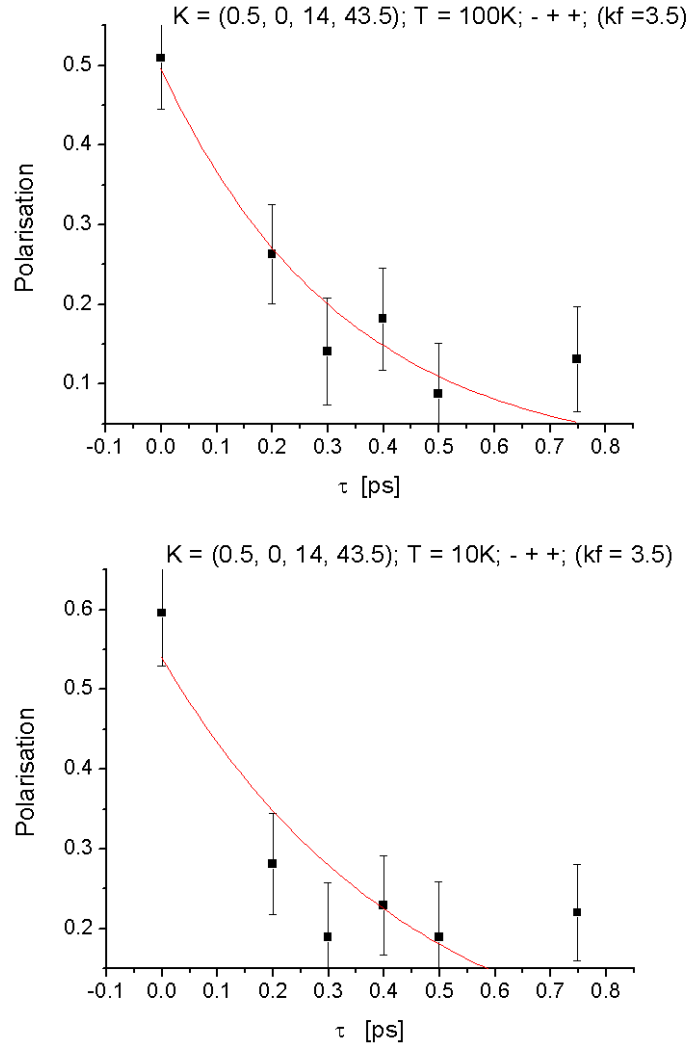 K = (0.5, 0, 14, 43.5); T = 100K; - + +; (kf =3.5)
0.5
0.4
0.3
0.2
0.1
Polarisation
-0.1 0.0 0.1 0.2 0.3 0.4 0.5 0.6 0.7 0.8
τ [ps]
K = (0.5, 0, 14, 43.5); T = 10K; - + +; (kf = 3.5)
0.6
0.5
0.4
0.3
0.2
Polarisation
-0.1 0.0 0.1 0.2 0.3 0.4 0.5 0.6 0.7 0.8
τ [ps]